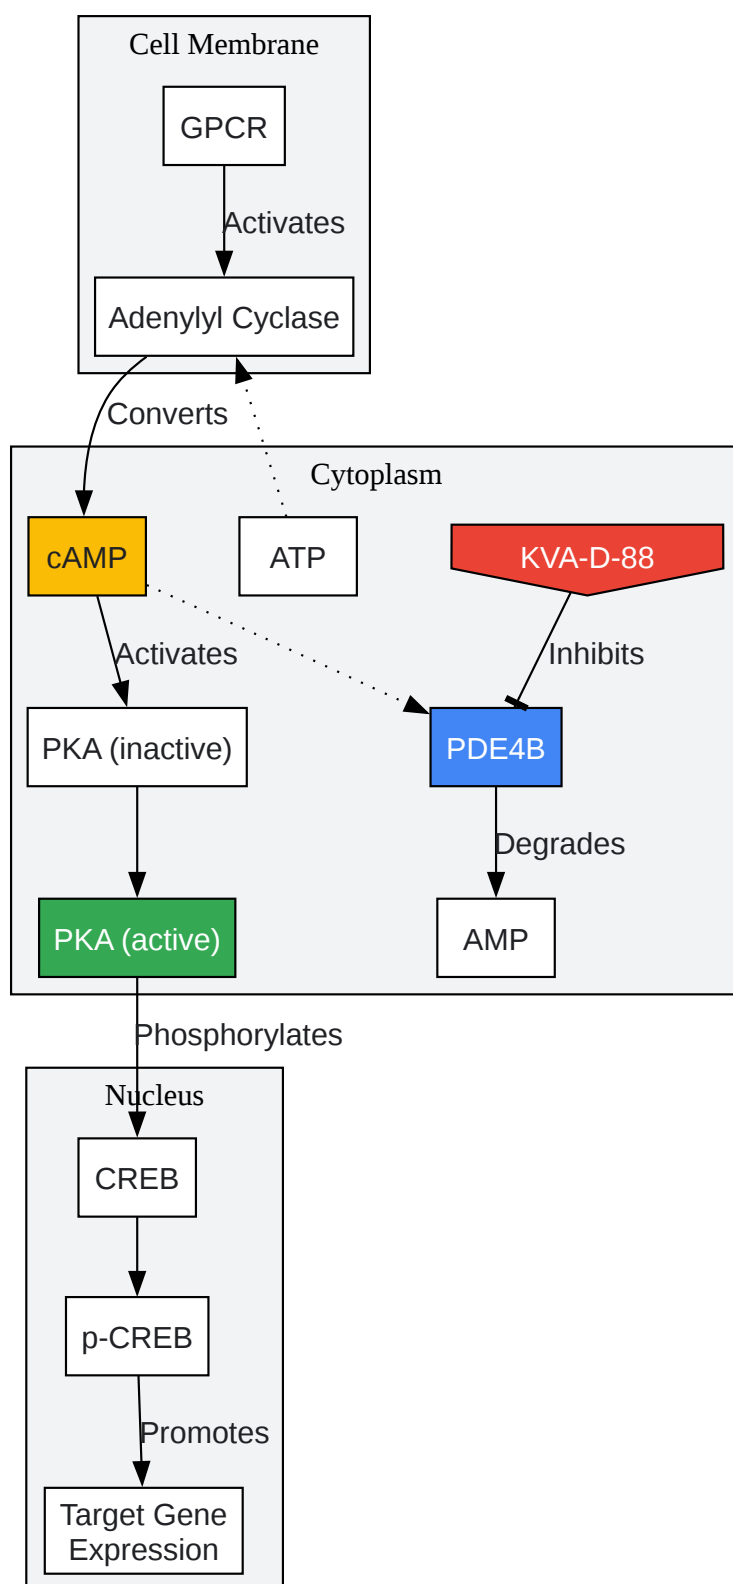 Cell Membrane
GPCR
Activates
Adenylyl Cyclase
Converts
Cytoplasm
cAMP
ATP
KVA-D-88
Activates
Inhibits
PKA (inactive)
PDE4B
Degrades
PKA (active)
AMP
Phosphorylates
Nucleus
CREB
p-CREB
Promotes
Target Gene
Expression